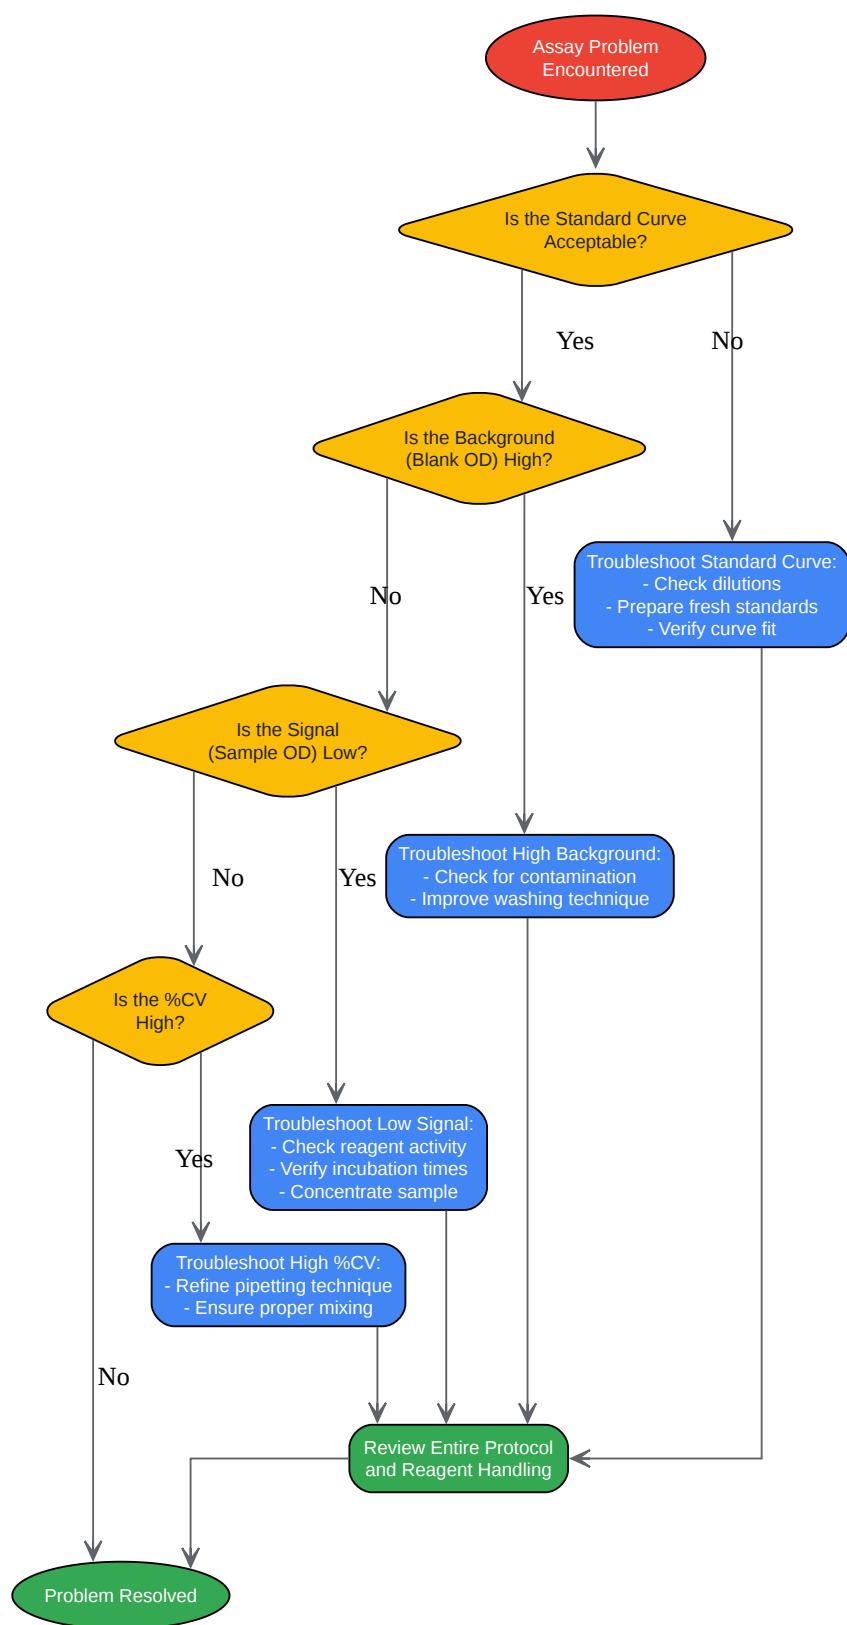 Assay Problem
Encountered
Is the Standard Curve
Acceptable?
Yes
No
Is the Background
(Blank OD) High?
Troubleshoot Standard Curve:
- Check dilutions
- Prepare fresh standards
- Verify curve fit
No
Yes
Is the Signal
(Sample OD) Low?
Troubleshoot High Background:
- Check for contamination
- Improve washing technique
No
Yes
Is the %CV
High?
Troubleshoot Low Signal:
- Check reagent activity
- Verify incubation times
- Concentrate sample
Yes
Troubleshoot High %CV:
- Refine pipetting technique
- Ensure proper mixing
No
Review Entire Protocol
and Reagent Handling
Problem Resolved